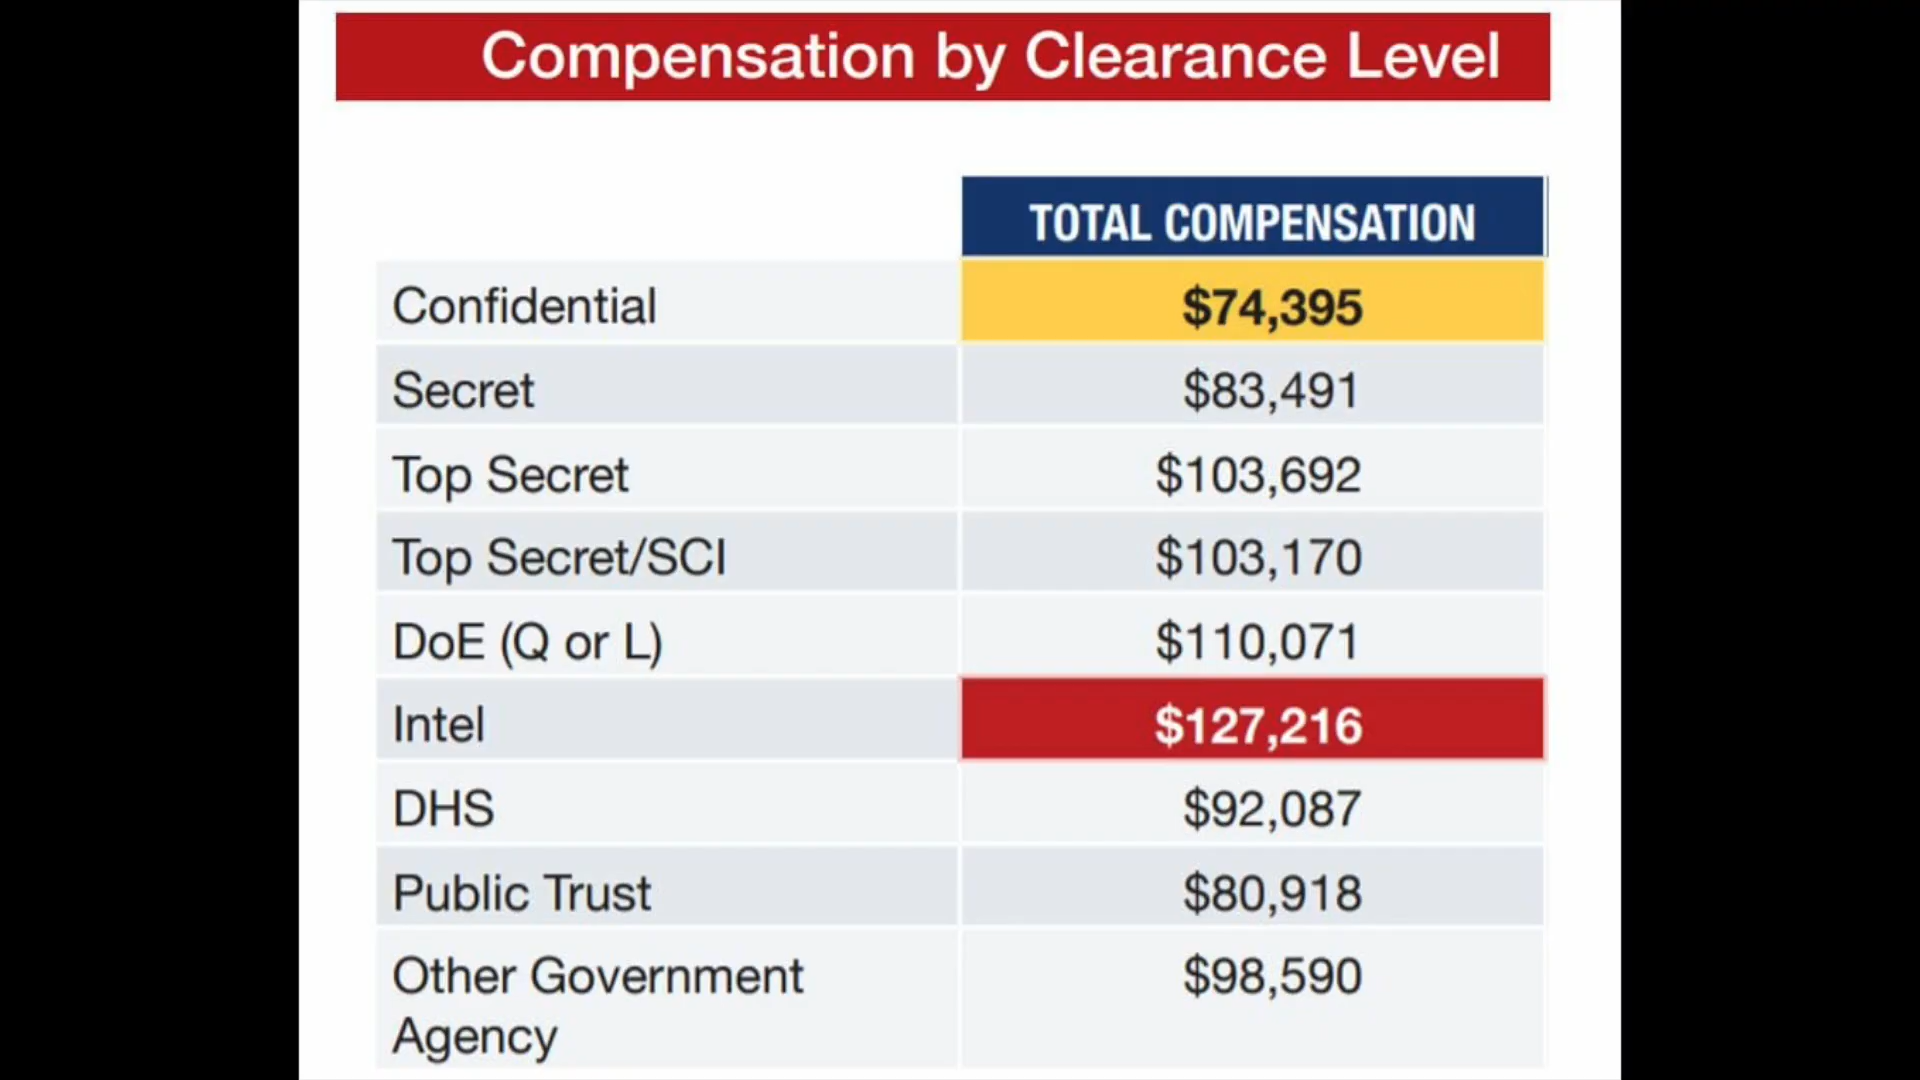 Compensation by Clearance Level
TOTAL COMPENSATION
Confidential $74,395
Secret $83,491
Top Secret $103,692
Top Secret/SCI $103,170
DoE (Q or L) $110,071
Intel $127,216
DHS $92,087
Public Trust $80,918
Other Government $98,590
Agency